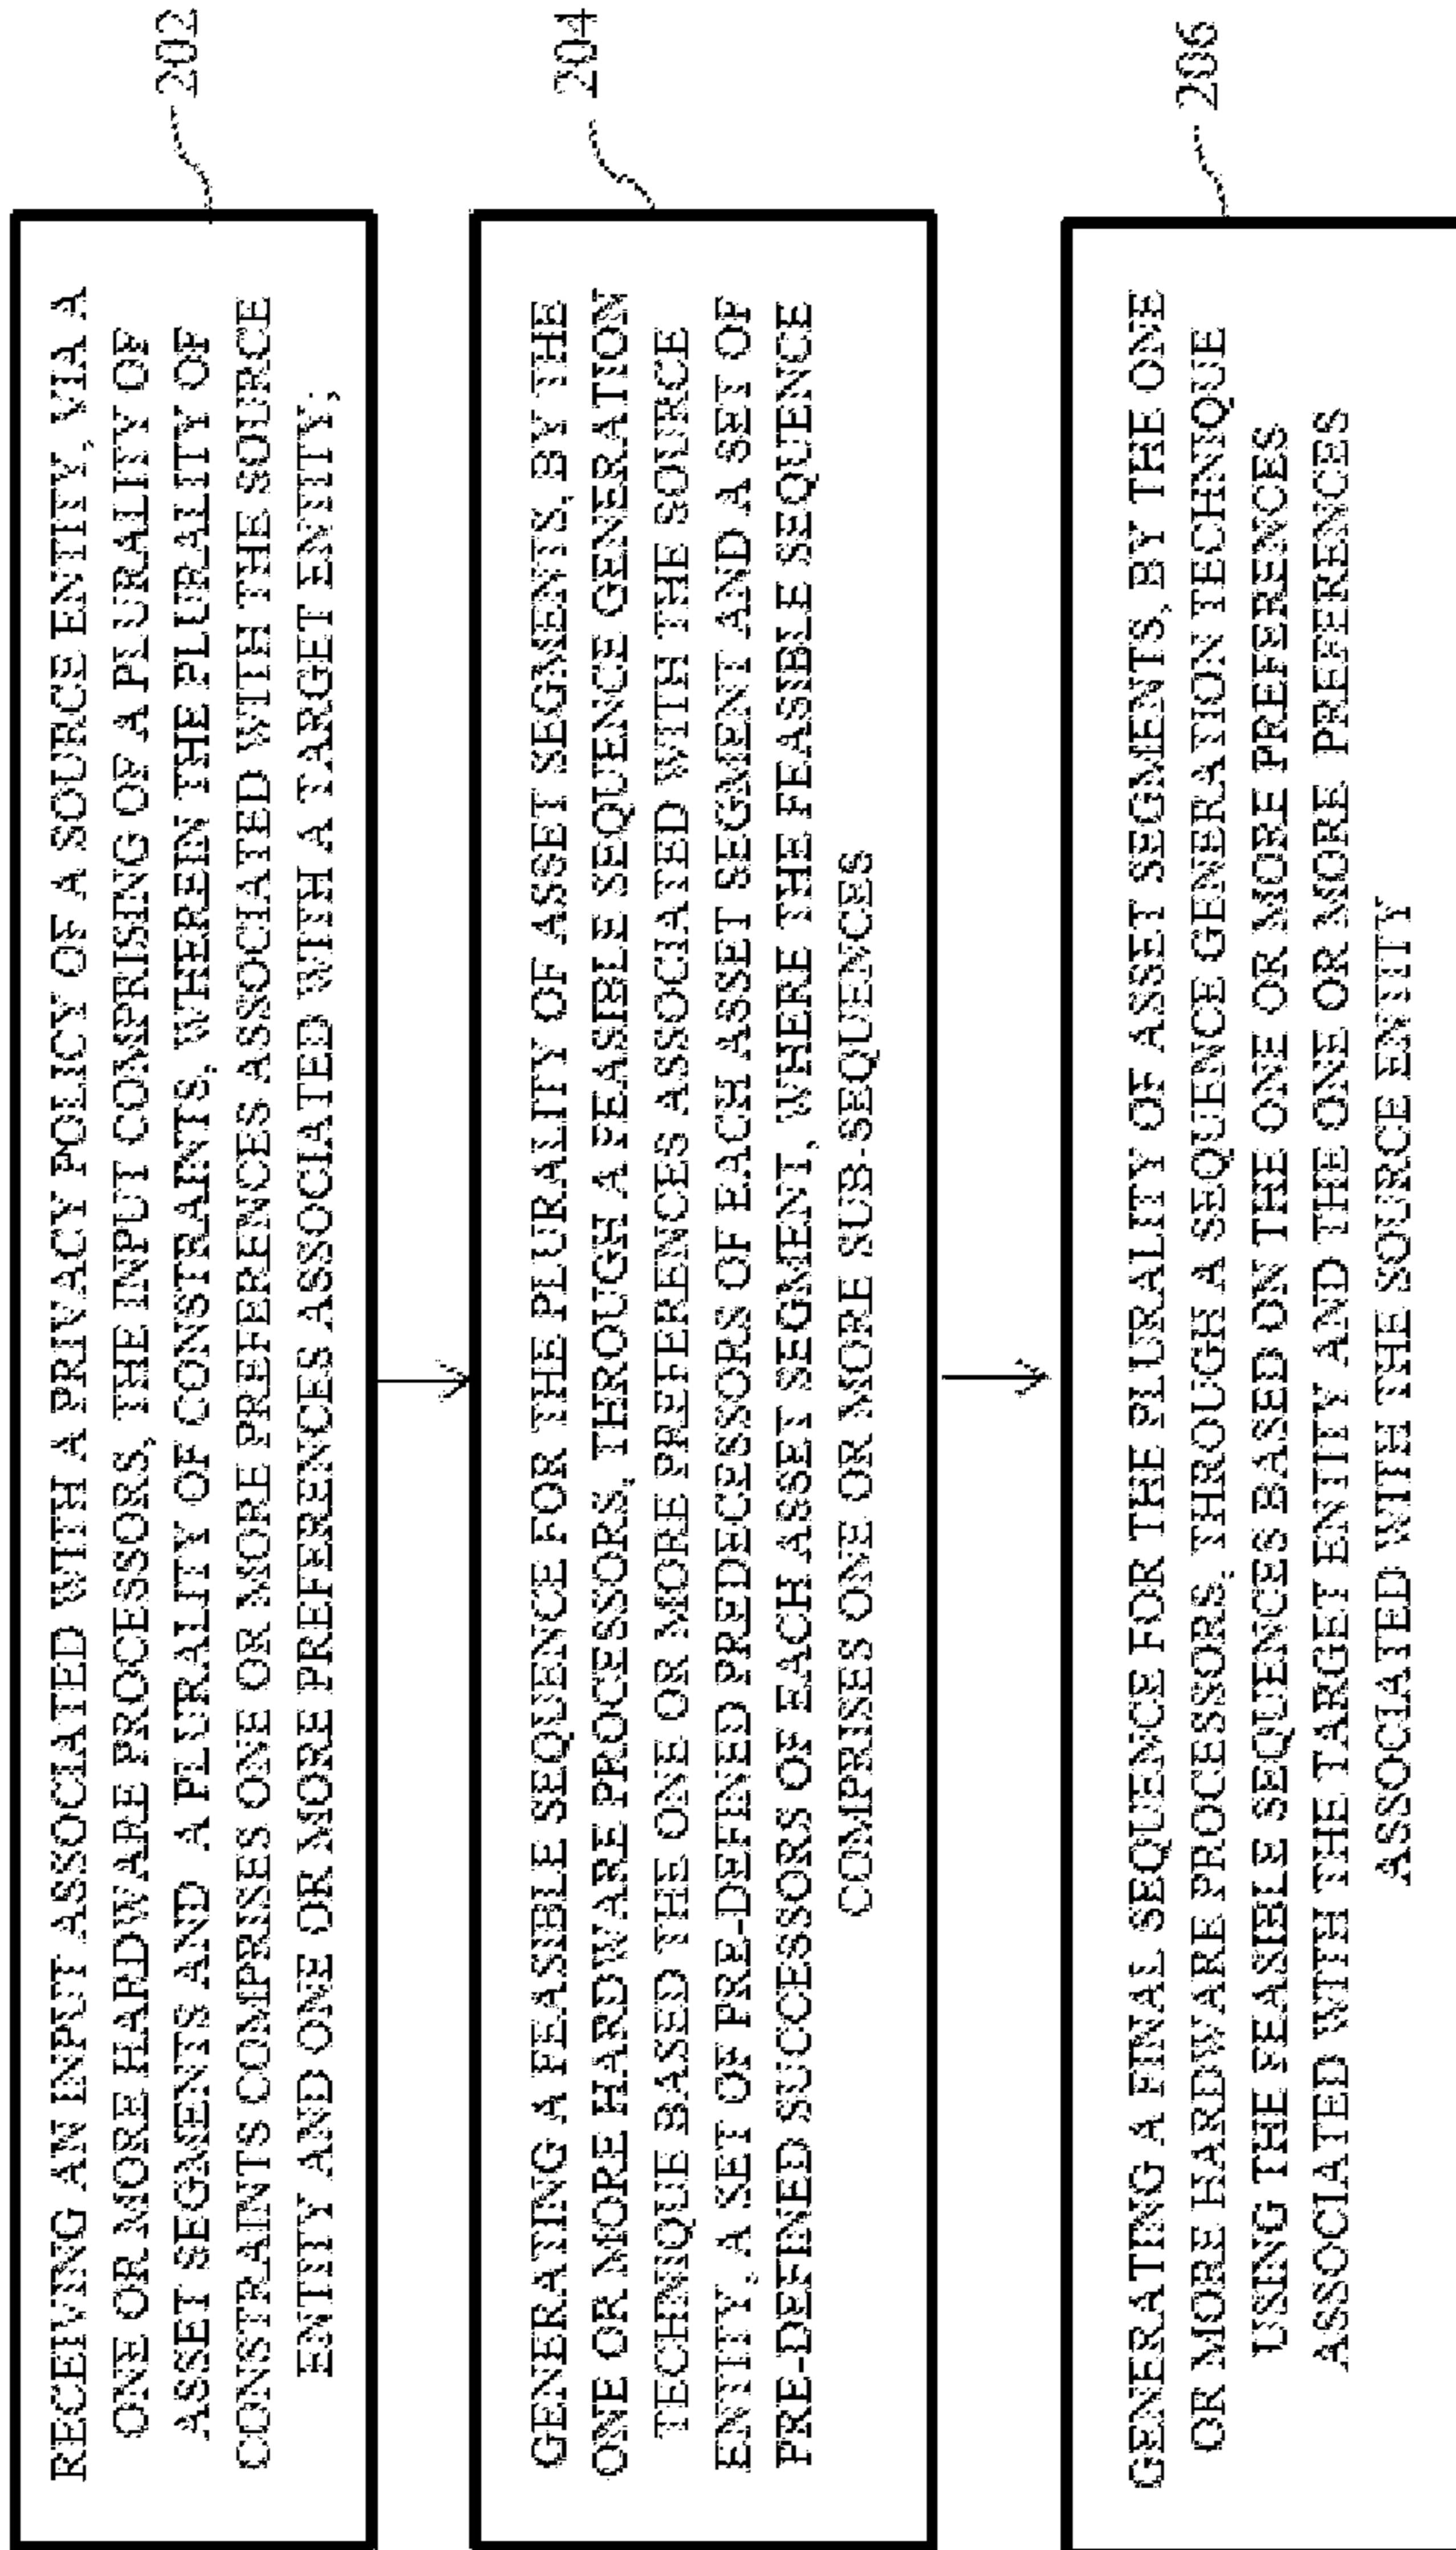 RECEIVING AN INPUT ASSOCIATED WITH A PRIVACY POLICY OF A SOURCE ENTITY, VIA A
ONE OR MORE HARDWARE PROCESSORS, THE INPUT COMPRISING OF A PLURALITY OF
ASSET SEGMENTS AND A PLURALITY OF CONSTRAINTS, WHEREIN THE PLURALITY OF
CONSTRAINTS COMPRISES ONE OR MORE PREFERENCES ASSOCIATED WITH THE SOURCE
ENTITY AND ONE OR MORE PREFERENCES ASSOCIATED WITH A TARGET ENTITY;
202
GENERATING A FEASIBLE SEQUENCE FOR THE PLURALITY OF ASSET SEGMENTS, BY THE
ONE OR MORE HARDWARE PROCESSORS, THROUGH A FEASIBLE SEQUENCE GENERATION
TECHNIQUE BASED THE ONE OR MORE PREFERENCES ASSOCIATED WITH THE SOURCE
ENTITY, A SET OF PRE-DEFINED PREDECESSORS OF EACH ASSET SEGMENT AND A SET OF
PRE-DEFINED SUCCESSORS OF EACH ASSET SEGMENT, WHERE THE FEASIBLE SEQUENCE
COMPRISES ONE OR MORE SUB-SEQUENCES
204
GENERATING A FINAL SEQUENCE FOR THE PLURALITY OF ASSET SEGMENTS, BY THE ONE
OR MORE HARDWARE PROCESSORS, THROUGH A SEQUENCE GENERATION TECHNIQUE
USING THE FEASIBLE SEQUENCES BASED ON THE ONE OR MORE PREFERENCES
ASSOCIATED WITH THE TARGET ENTITY AND THE ONE OR MORE PREFERENCES
ASSOCIATED WITH THE SOURCE ENTITY
206